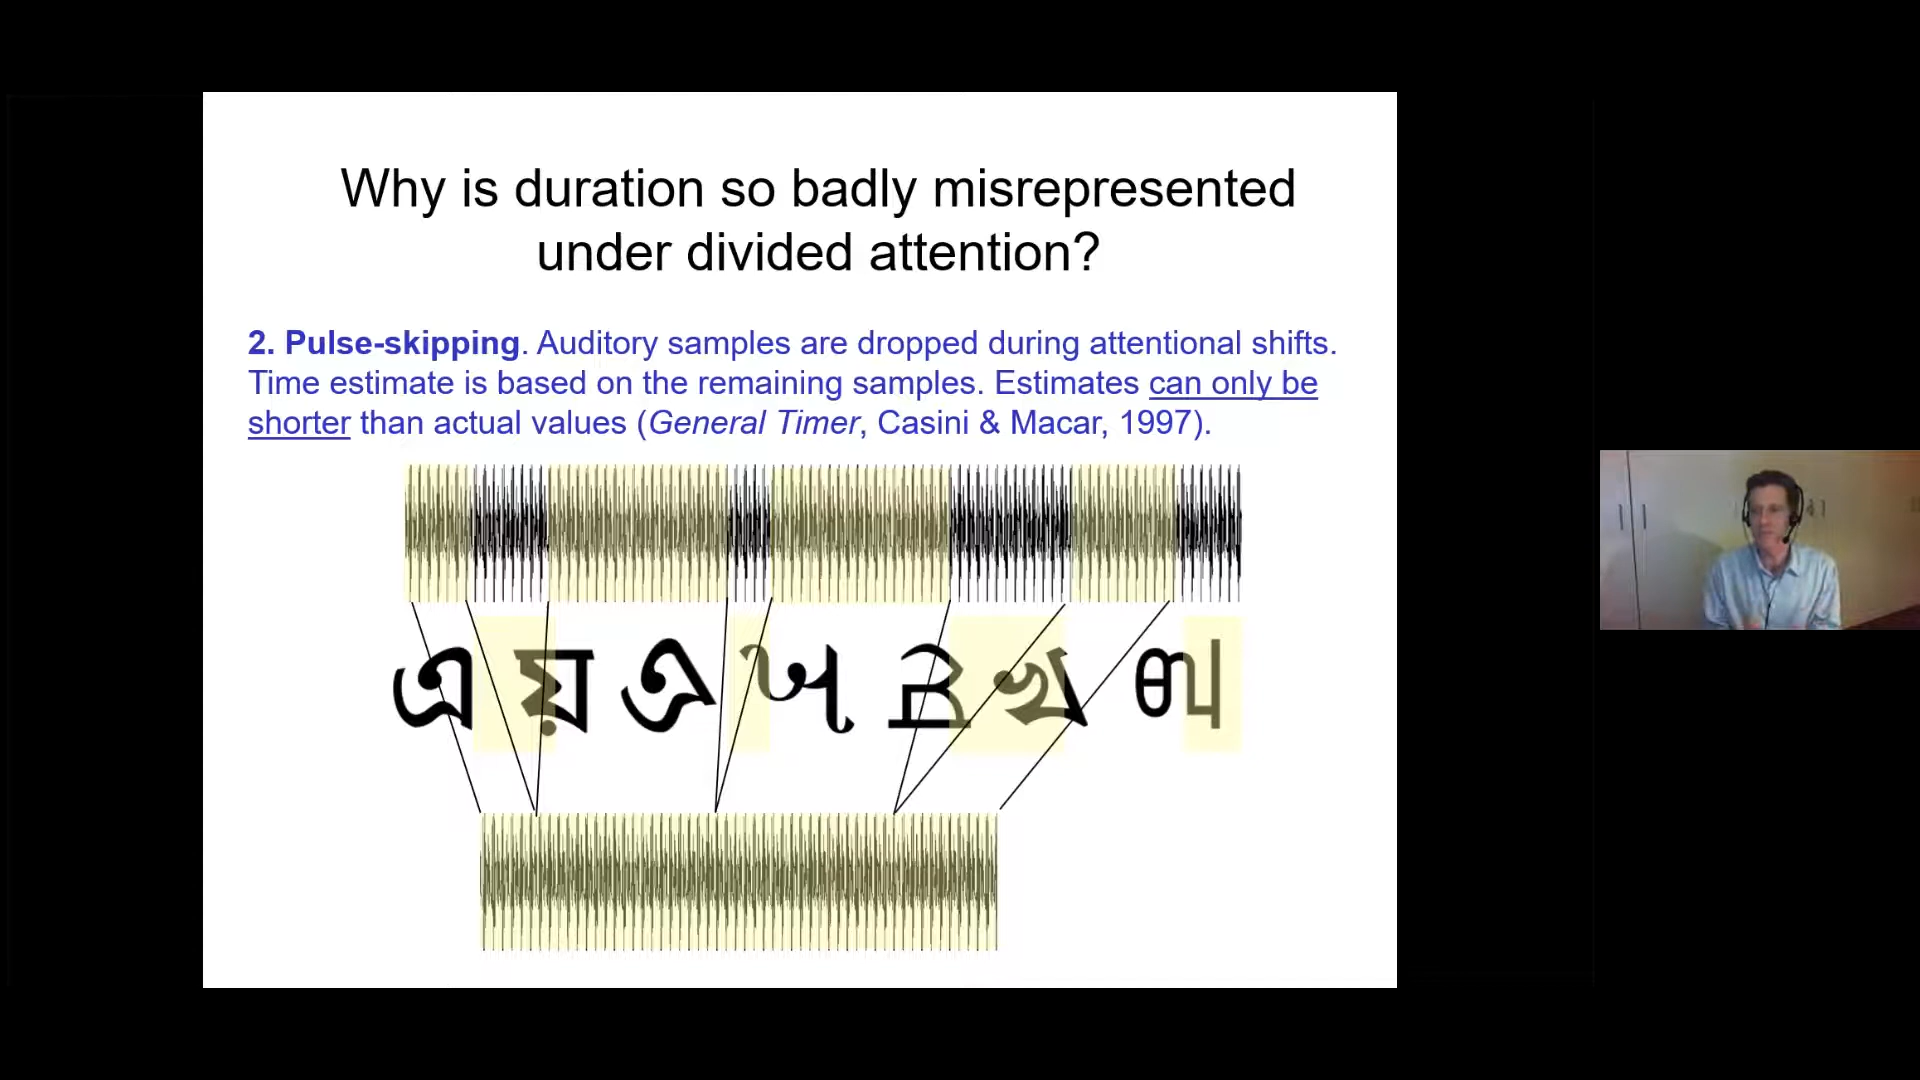 Why is duration so badly misrepresented
under divided attention?
2. Pulse-skipping. Auditory samples are dropped during attentional shifts.
Time estimate is based on the remaining samples. Estimates can only be
shorter than actual values (General Timer, Casini & Macar, 1997).